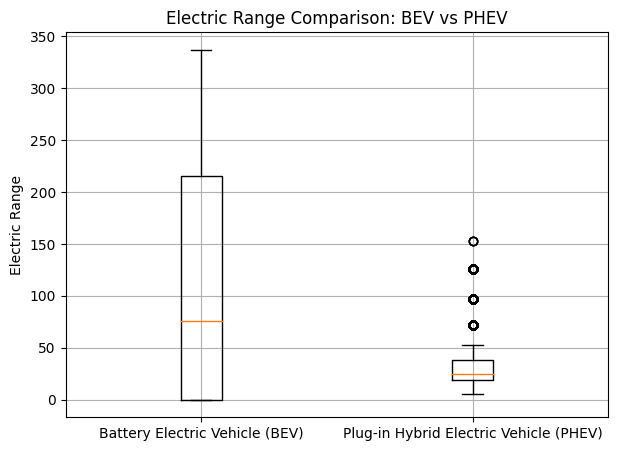 Electric Range Comparison: BEV vs PHEV
Electric Range
350
300
250
200
150
100
50
0
Battery Electric Vehicle (BEV)
Plug-in Hybrid Electric Vehicle (PHEV)